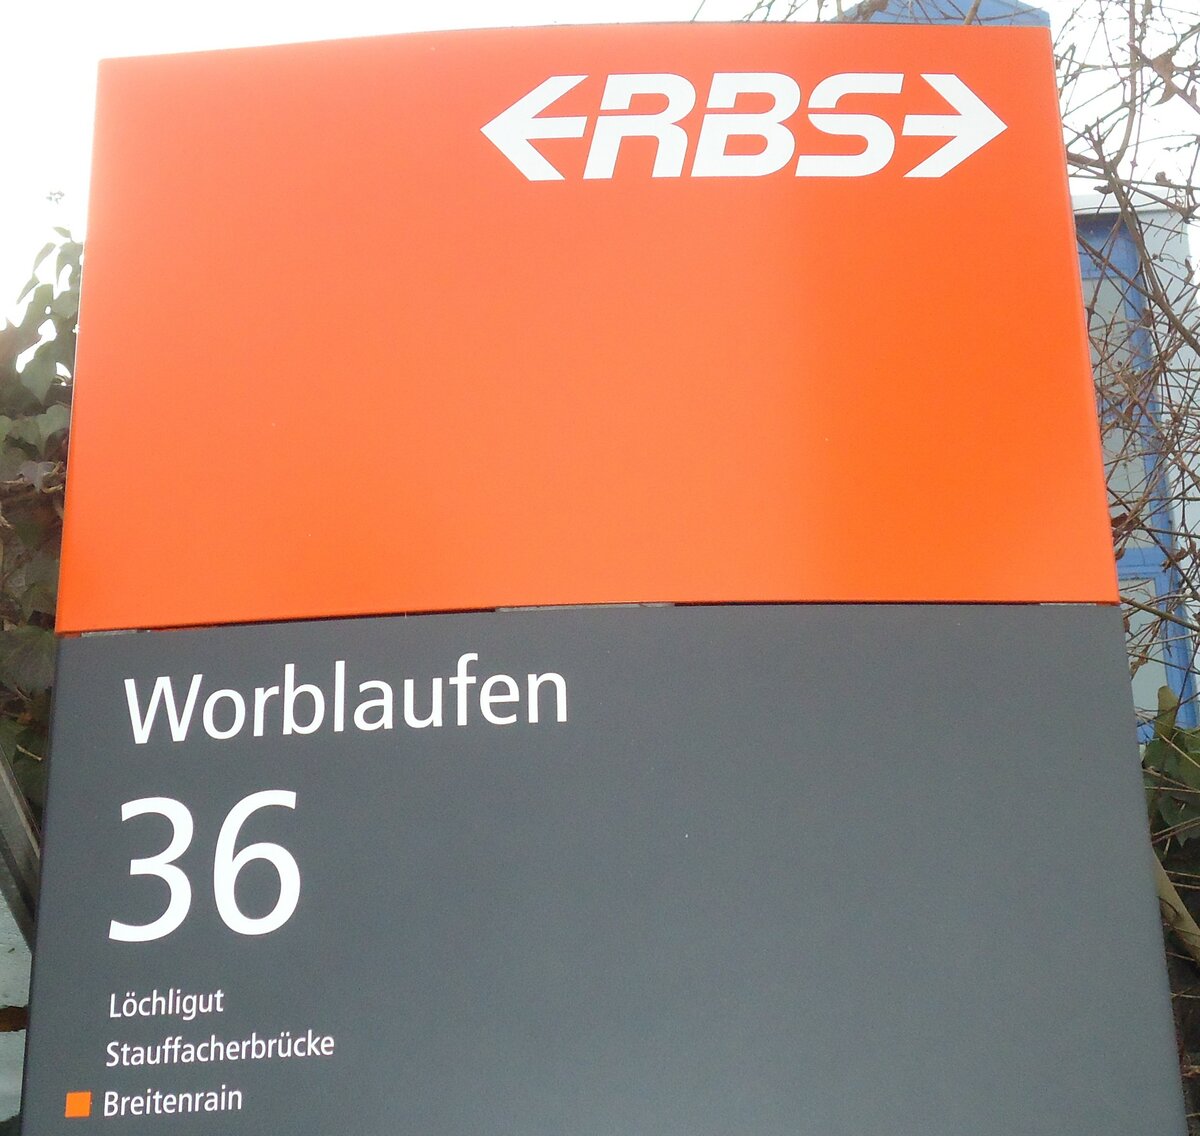 RBS
Worblaufen
36
Löchligut
Stauffacherbrücke
Breitenrain